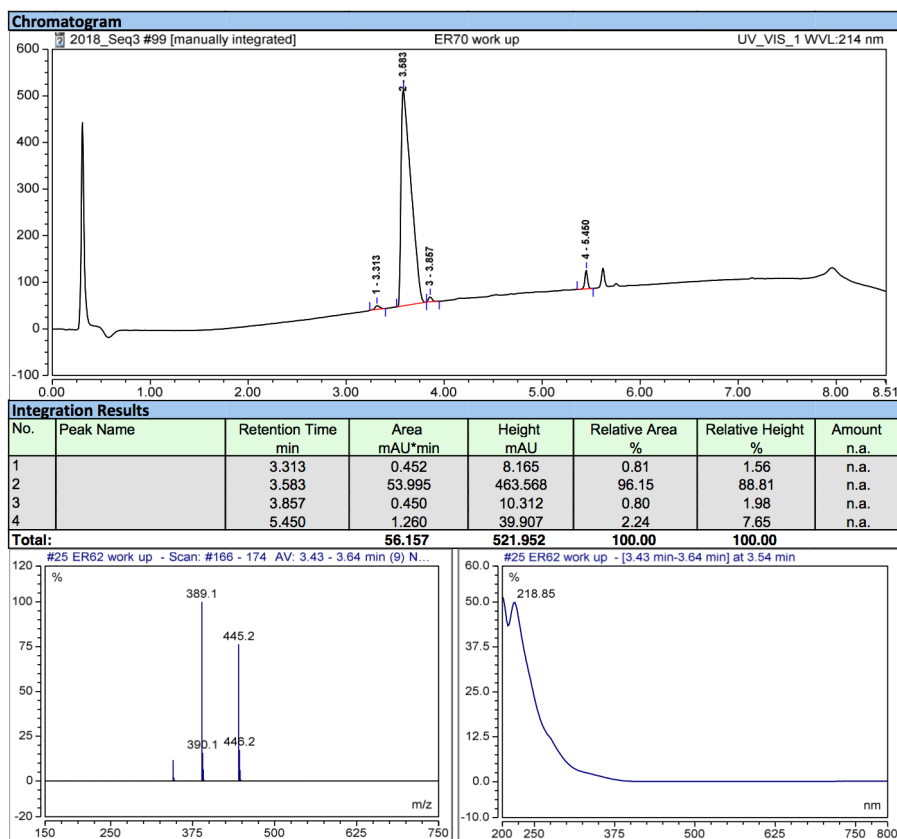 Chromatogram
2018_Seq3 #99 [manually integrated] ER70 work up UV_VIS_1 WVL:214 nm
600
500
400
300
200
100
0
-100
1 - 3.313
2 - 3.583
3 - 3.857
4 - 5.450
0.00 1.00 2.00 3.00 4.00 5.00 6.00 7.00 8.00 8.51
Integration Results
No. Peak Name Retention Time Area Height Relative Area Relative Height Amount
min mAU*min mAU % % n.a.
1 3.313 0.452 8.165 0.81 1.56 n.a.
2 3.583 53.995 463.568 96.15 88.81 n.a.
3 3.857 0.450 10.312 0.80 1.98 n.a.
4 5.450 1.260 39.907 2.24 7.65 n.a.
Total: 56.157 521.952 100.00 100.00
#25 ER62 work up - Scan: #166 - 174 AV: 3.43 - 3.64 min (9) N...
120
100
75
50
25
0
-20
%
389.1
445.2
390.1
446.2
m/z
150 250 375 500 625 750
#25 ER62 work up - [3.43 min-3.64 min] at 3.54 min
60.0
50.0
37.5
25.0
12.5
0.0
-10.0
%
218.85
nm
200 250 375 500 625 750 800